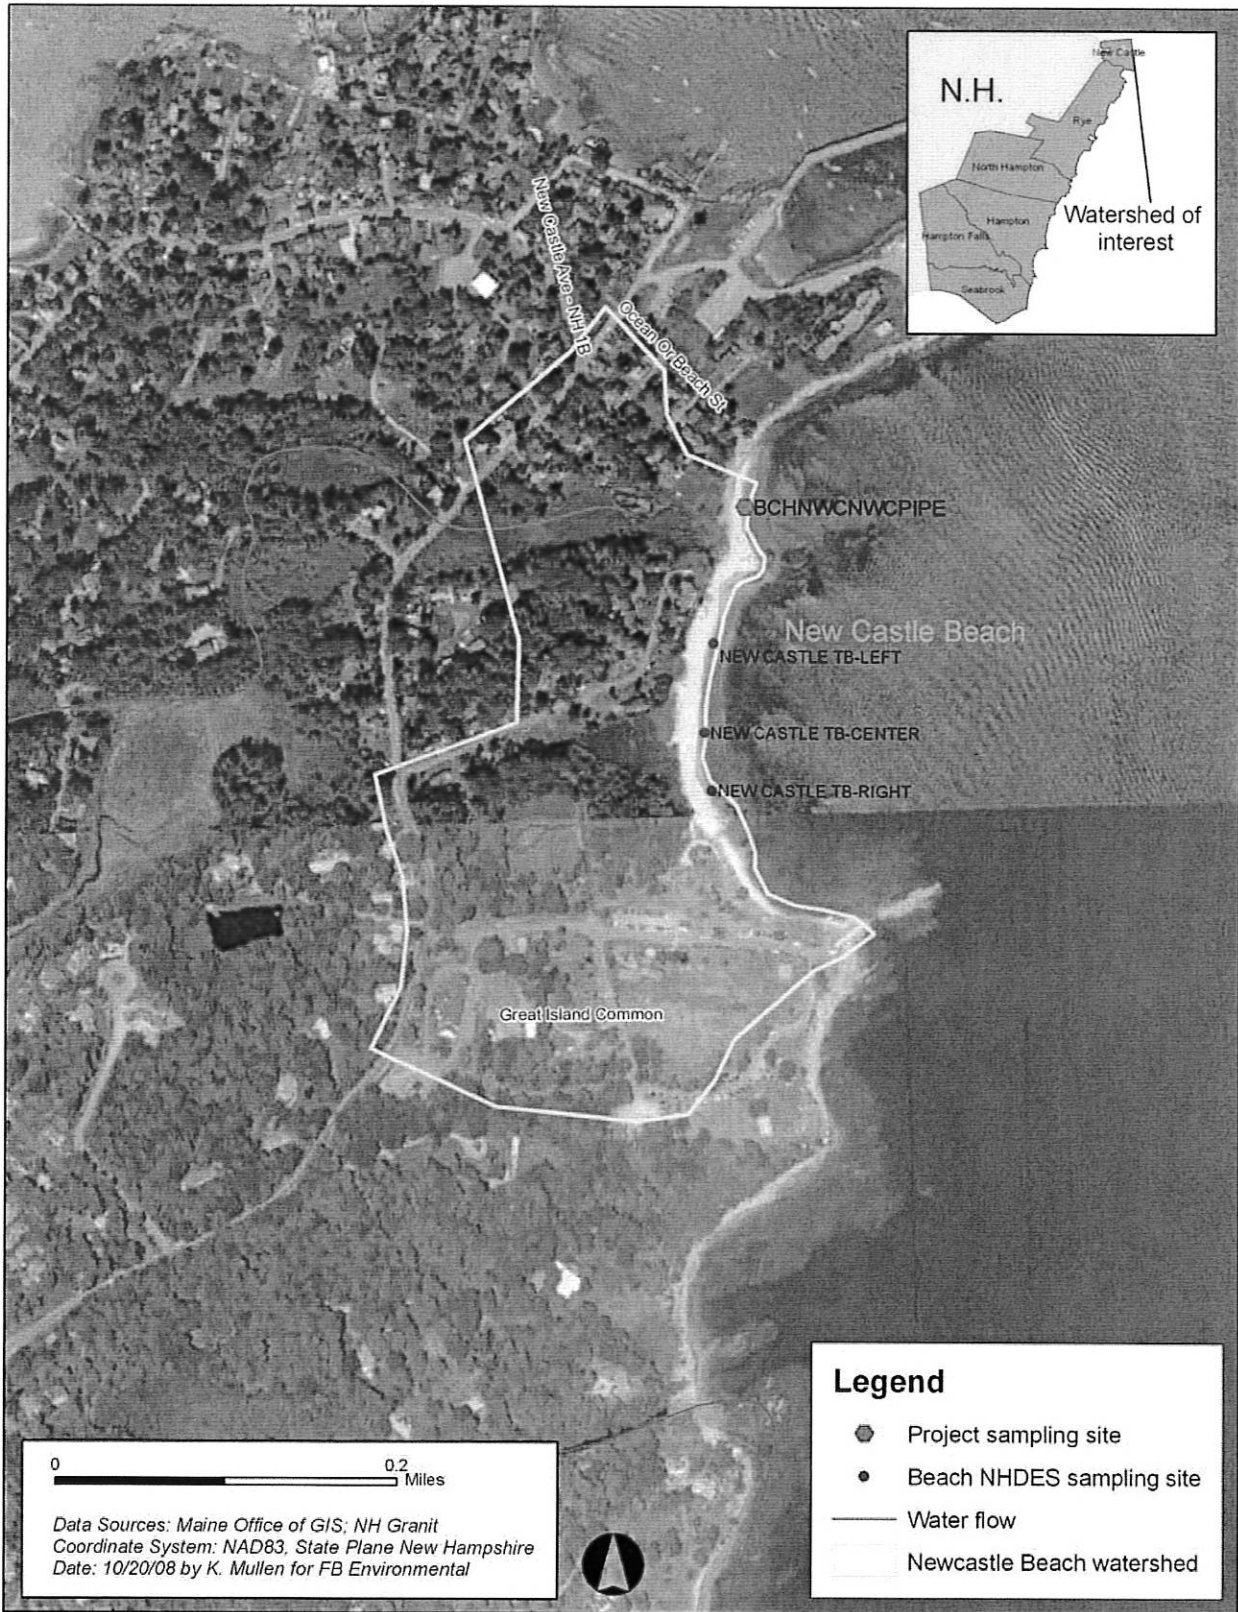 New Castle
N.H.
Rye
North Hampton
Hampton
Hampton Falls
Seabrook
Watershed of
interest
New Castle Ave - NH 1B
Ocean Or Beach St
BCHNWCNWCPIPE
New Castle Beach
NEW CASTLE TB-LEFT
NEW CASTLE TB-CENTER
NEW CASTLE TB-RIGHT
Great Island Common
Legend
Project sampling site
Beach NHDES sampling site
Water flow
Newcastle Beach watershed
0 0.2
Miles
Data Sources: Maine Office of GIS; NH Granit
Coordinate System: NAD83, State Plane New Hampshire
Date: 10/20/08 by K. Mullen for FB Environmental